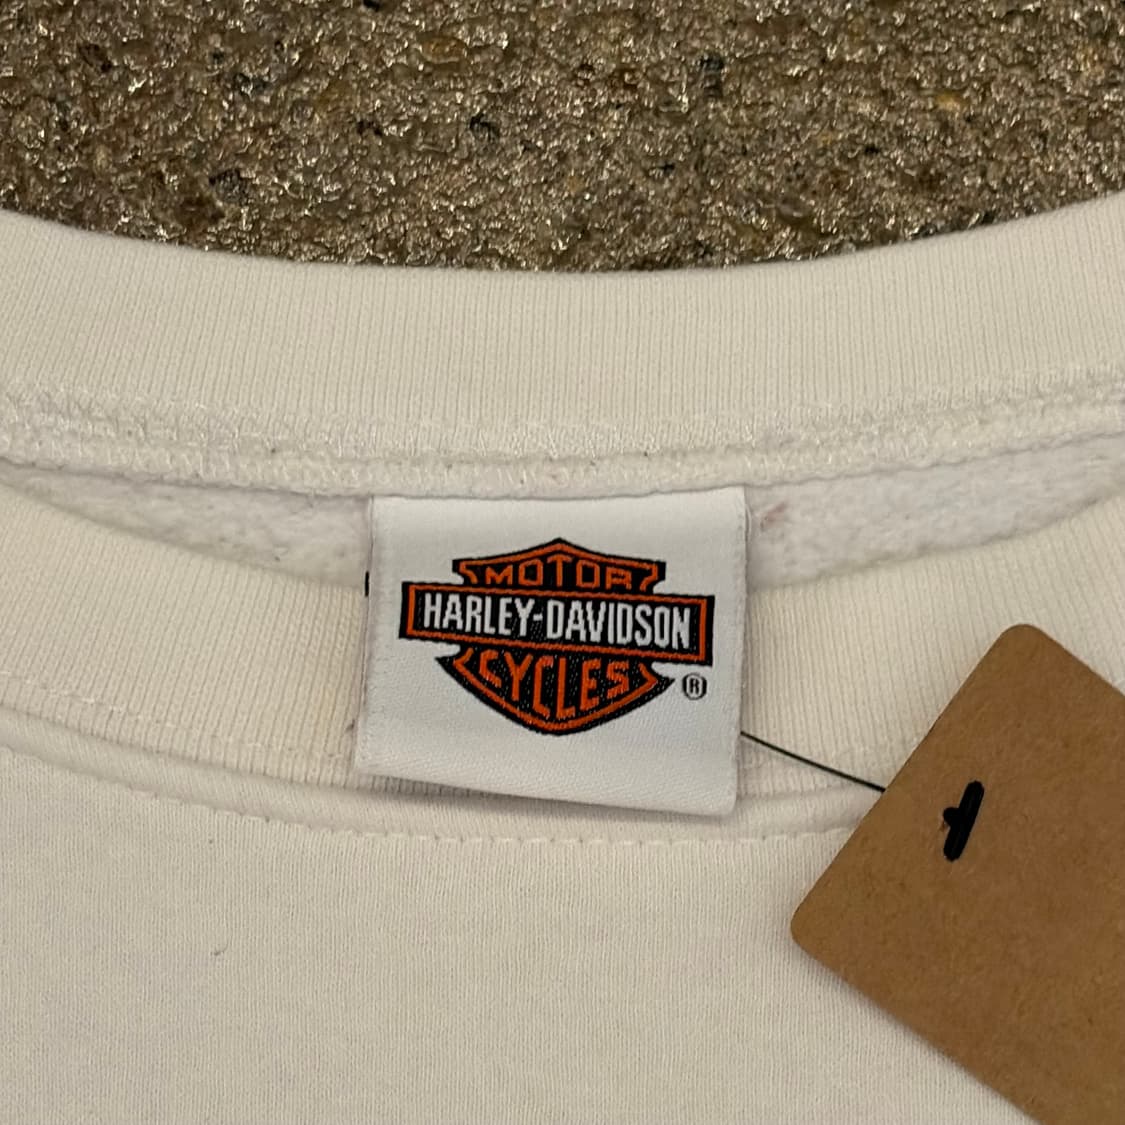 MOTOR
HARLEY-DAVIDSON
CYCLES
®